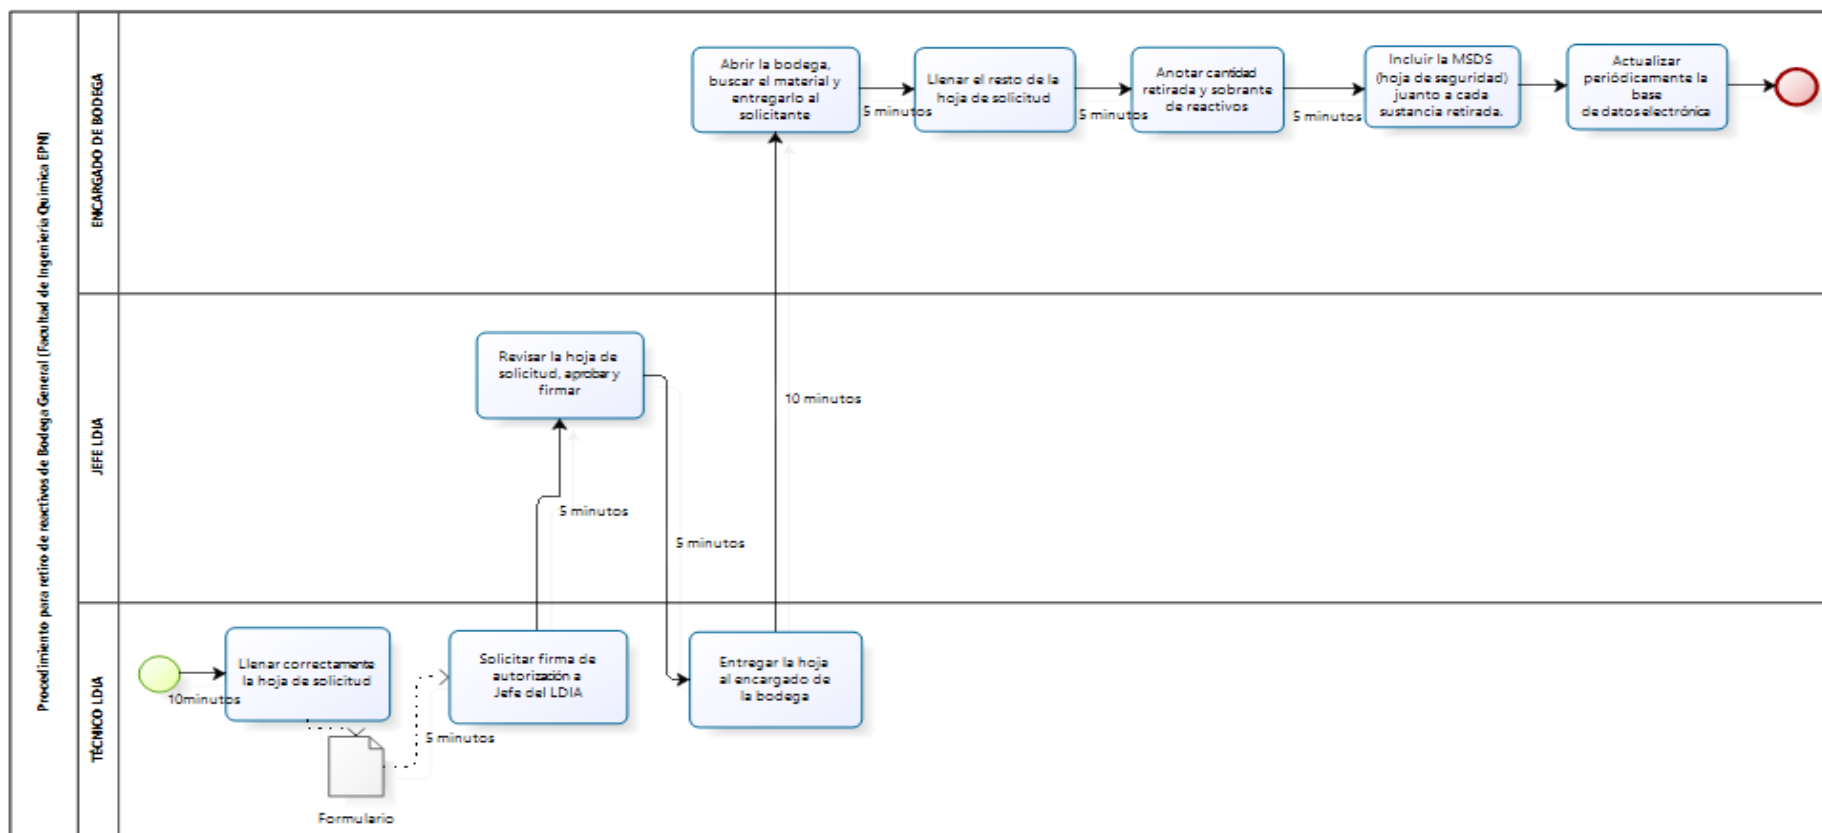 Procedimiento para retiro de reactivos de Bodega General (Facultad de Ingeniería Química EPN)
ENCARGADO DE BODEGA
Abrir la bodega,
buscar el material y
entregarlo al
solicitante
5 minutos
Llenar el resto de la
hoja de solicitud
5 minutos
Anotar cantidad
retirada y sobrante
de reactivos
5 minutos
Incluir la MSDS
(hoja de seguridad)
juanto a cada
sustancia retirada.
Actualizar
periódicamente la
base
de datos electrónica
JEFE LDIA
Revisar la hoja de
solicitud, aprobar y
firmar
10 minutos
5 minutos
5 minutos
TÉCNICO LDIA
10minutos
Llenar correctamente
la hoja de solicitud
Formulario
5 minutos
Solicitar firma de
autorización a
Jefe del LDIA
Entregar la hoja
al encargado de
la bodega